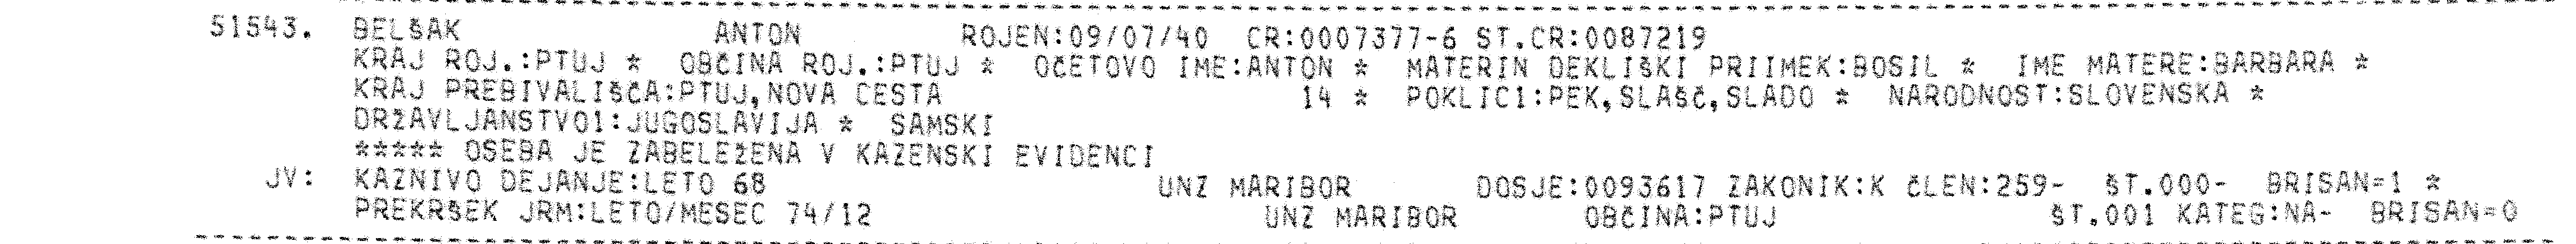 51543. BELŠAK ANTON ROJEN:09/07/40 CR:0007377-6 ST.CR:0087219
KRAJ ROJ.:PTUJ * OBČINA ROJ.:PTUJ * OČETOVO IME:ANTON * MATERIN DEKLIŠKI PRIIMEK:BOSIL * IME MATERE:BARBARA *
KRAJ PREBIVALIŠČA:PTUJ,NOVA CESTA 14 * POKLIC1:PEK,SLAŠČ,SLADO * NARODNOST:SLOVENSKA *
DRŽAVLJANSTVO1:JUGOSLAVIJA * SAMSKI
***** OSEBA JE ZABELEŽENA V KAZENSKI EVIDENCI
JV: KAZNIVO DEJANJE:LETO 68 UNZ MARIBOR DOSJE:0093617 ZAKONIK:K ČLEN:259- ŠT.000- BRISAN=1 *
PREKRŠEK JRM:LETO/MESEC 74/12 UNZ MARIBOR OBČINA:PTUJ ŠT.001 KATEG:NA- BRISAN=0